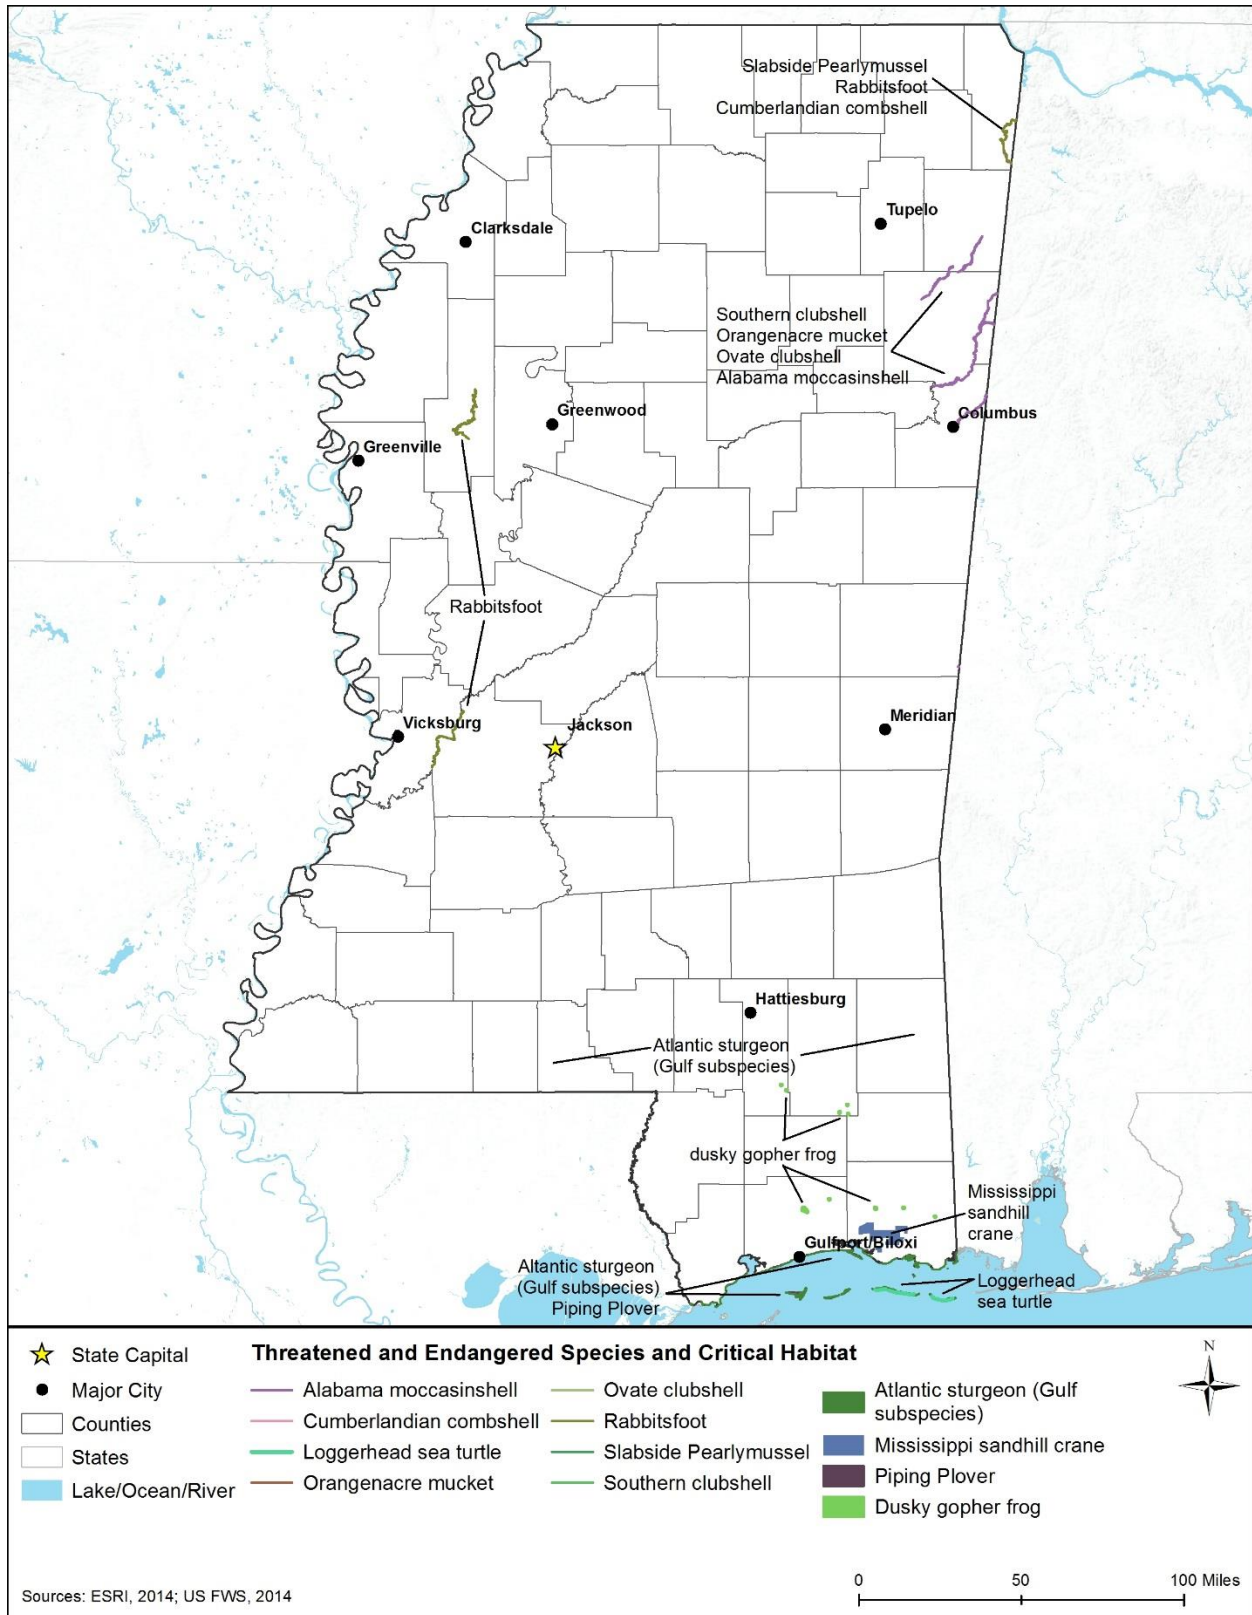 Slabside Pearlymussel
Rabbitsfoot
Cumberlandian combshell
Tupelo
Clarksdale
Southern clubshell
Orangenacre mucket
Ovate clubshell
Alabama moccasinshell
Greenwood
Columbus
Greenville
Rabbitsfoot
Vicksburg
Jackson
Meridian
Hattiesburg
Atlantic sturgeon
(Gulf subspecies)
dusky gopher frog
Mississippi
sandhill
crane
Gulfport/Biloxi
Altantic sturgeon
(Gulf subspecies)
Piping Plover
Loggerhead
sea turtle
State Capital
Major City
Counties
States
Lake/Ocean/River
Threatened and Endangered Species and Critical Habitat
Alabama moccasinshell
Cumberlandian combshell
Loggerhead sea turtle
Orangenacre mucket
Ovate clubshell
Rabbitsfoot
Slabside Pearlymussel
Southern clubshell
Atlantic sturgeon (Gulf
subspecies)
Mississippi sandhill crane
Piping Plover
Dusky gopher frog
N
Sources: ESRI, 2014; US FWS, 2014
0 50 100 Miles